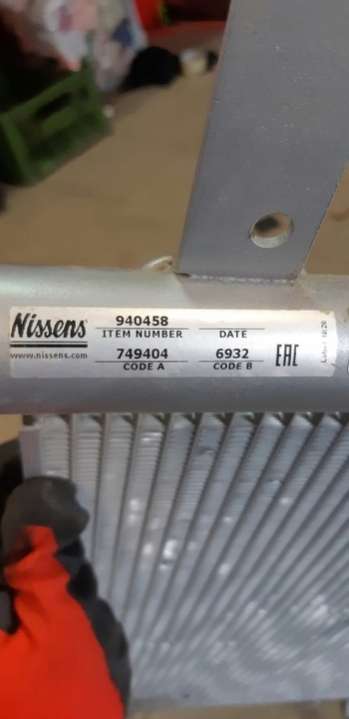 Nissens
www.nissens.com
940458
ITEM NUMBER DATE
749404 6932
CODE A CODE B
EAC